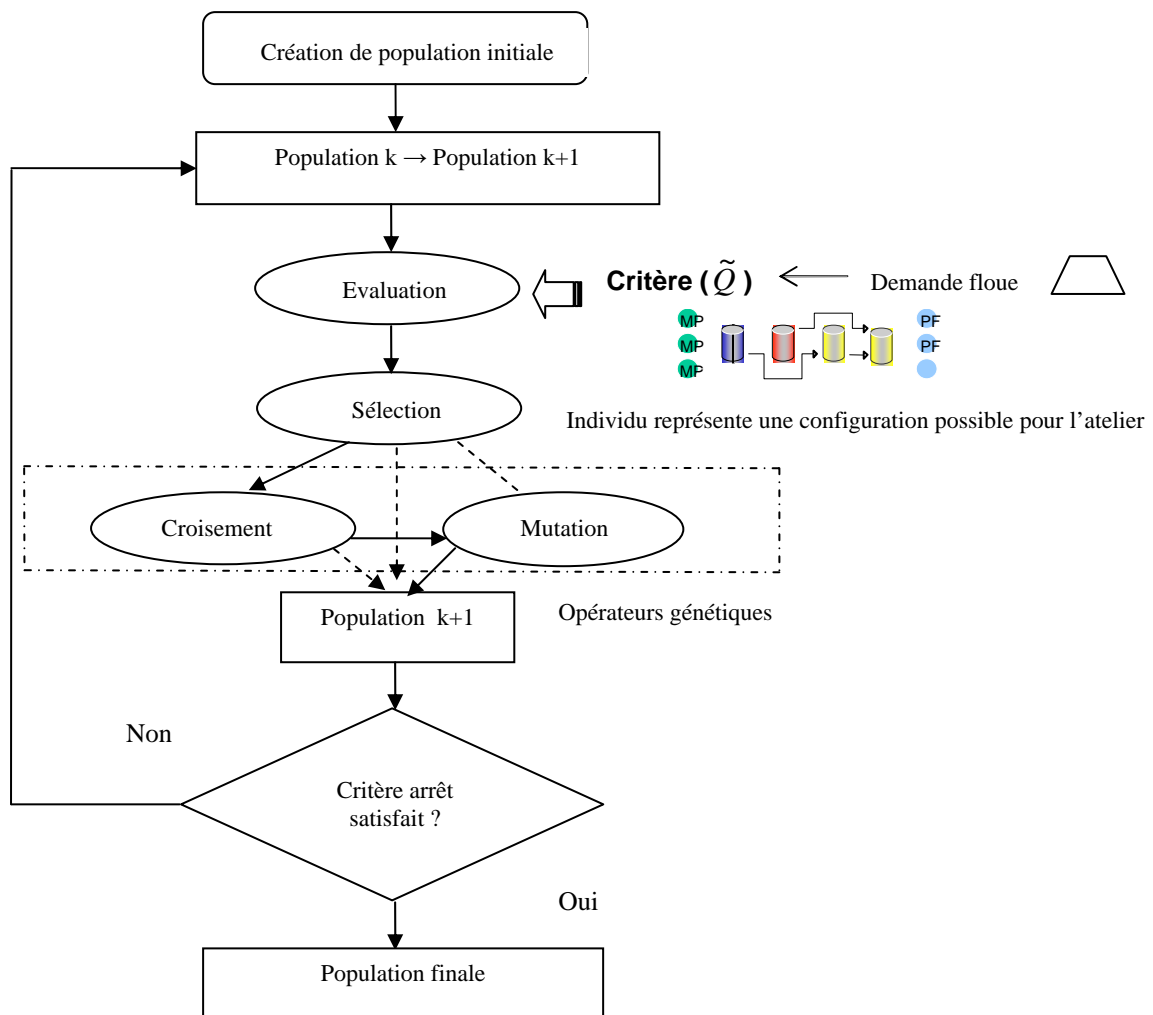 Création de population initiale
Population k → Population k+1
Evaluation
Critère ( Q̃ )
Demande floue
MP
PF
MP
PF
MP
Sélection
Individu représente une configuration possible pour l’atelier
Croisement
Mutation
Population k+1
Opérateurs génétiques
Non
Critère arrêt
satisfait ?
Oui
Population finale